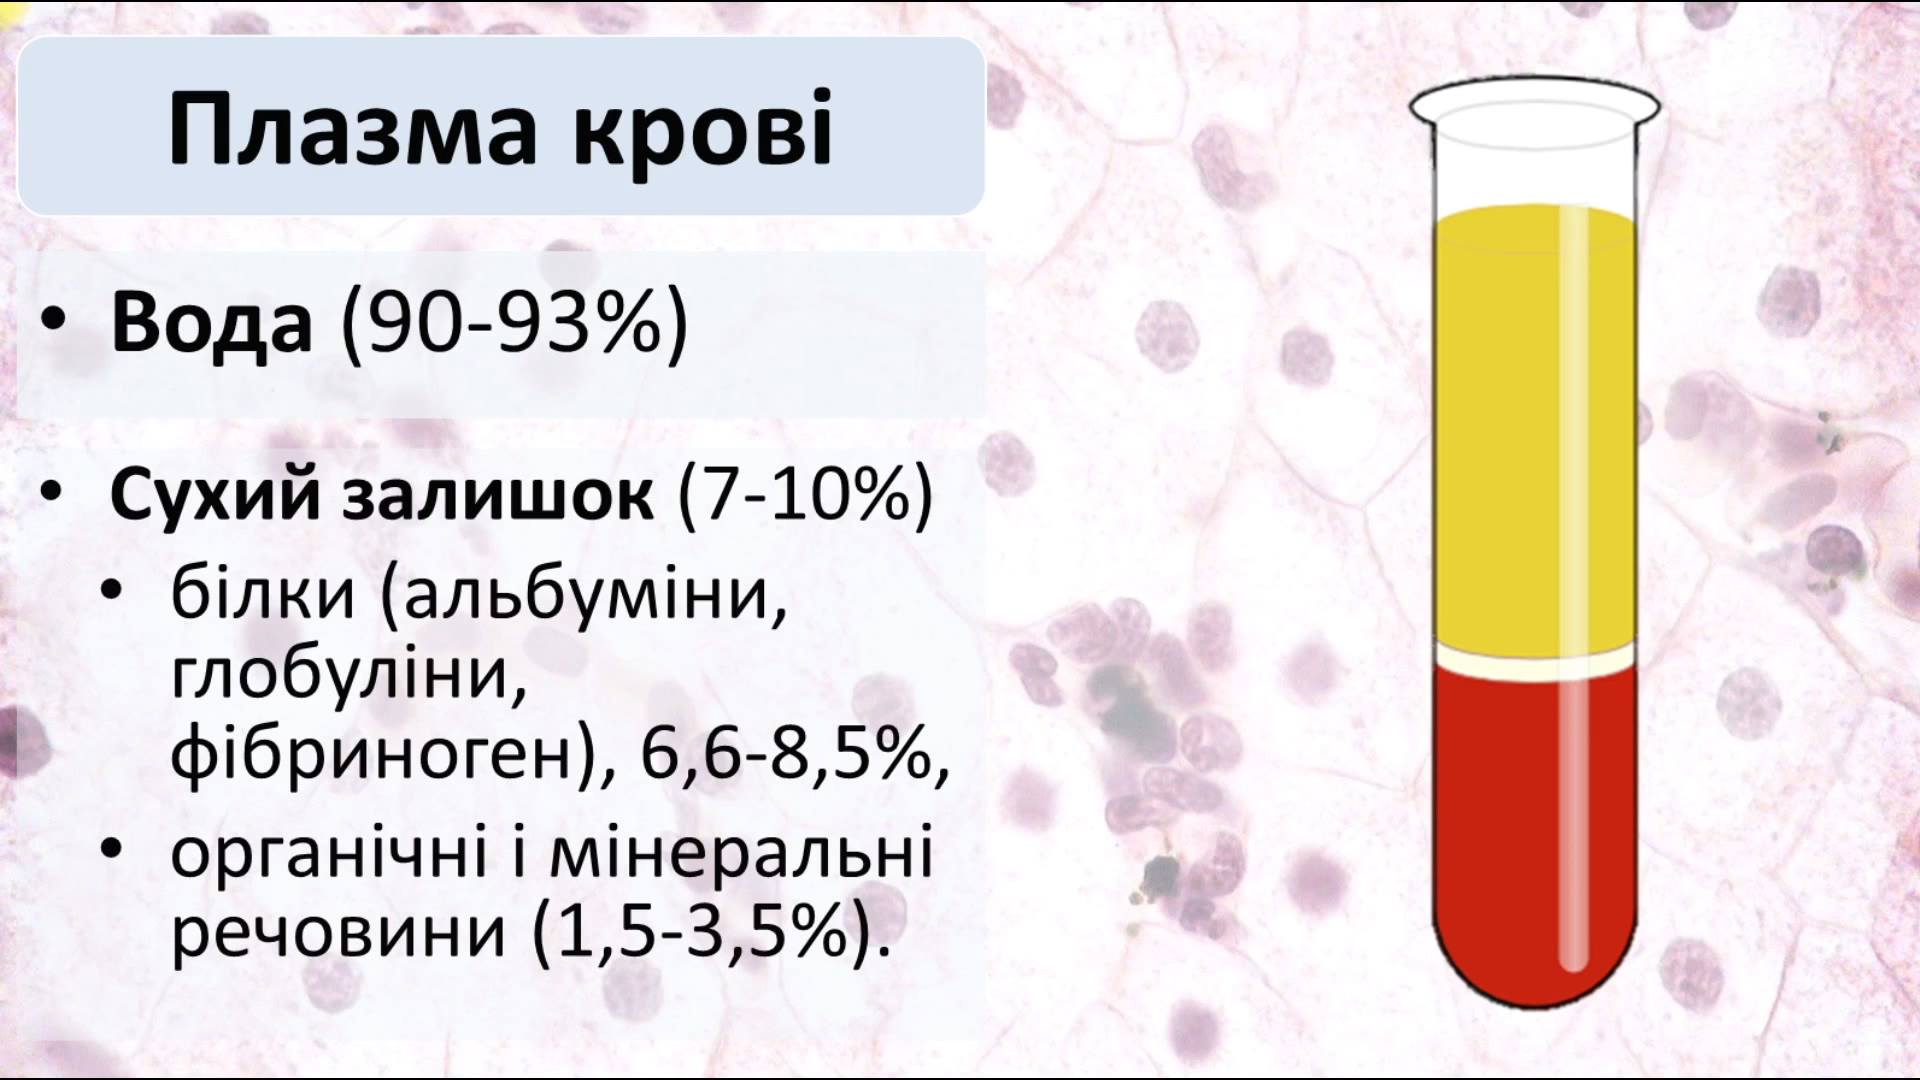 Плазма крові
• Вода (90-93%)
• Сухий залишок (7-10%)
• білки (альбуміни,
глобуліни,
фібриноген), 6,6-8,5%,
• органічні і мінеральні
речовини (1,5-3,5%).